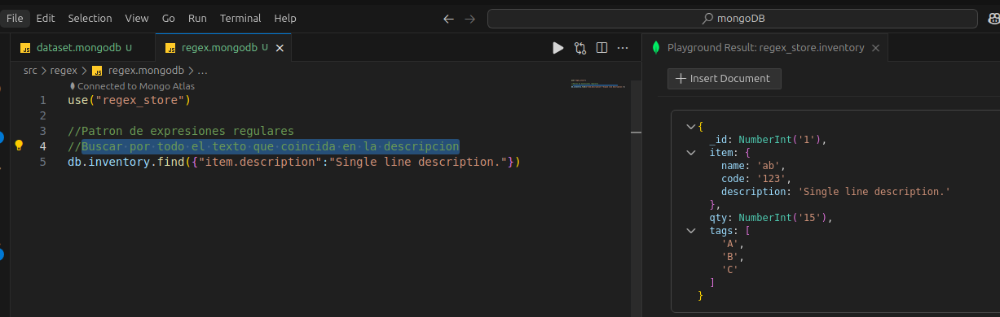 File Edit Selection View Go Run Terminal Help mongoDB
dataset.mongodb U regex.mongodb U
src > regex > JS regex.mongodb > ...
Connected to Mongo Atlas
1 use("regex_store")
2
3 //Patron de expresiones regulares
4 //Buscar por todo el texto que coincida en la descripcion
5 db.inventory.find({"item.description":"Single line description."})
Playground Result: regex_store.inventory
Insert Document
{
_id: NumberInt('1'),
item: {
name: 'ab',
code: '123',
description: 'Single line description.'
},
qty: NumberInt('15'),
tags: [
'A',
'B',
'C'
]
}